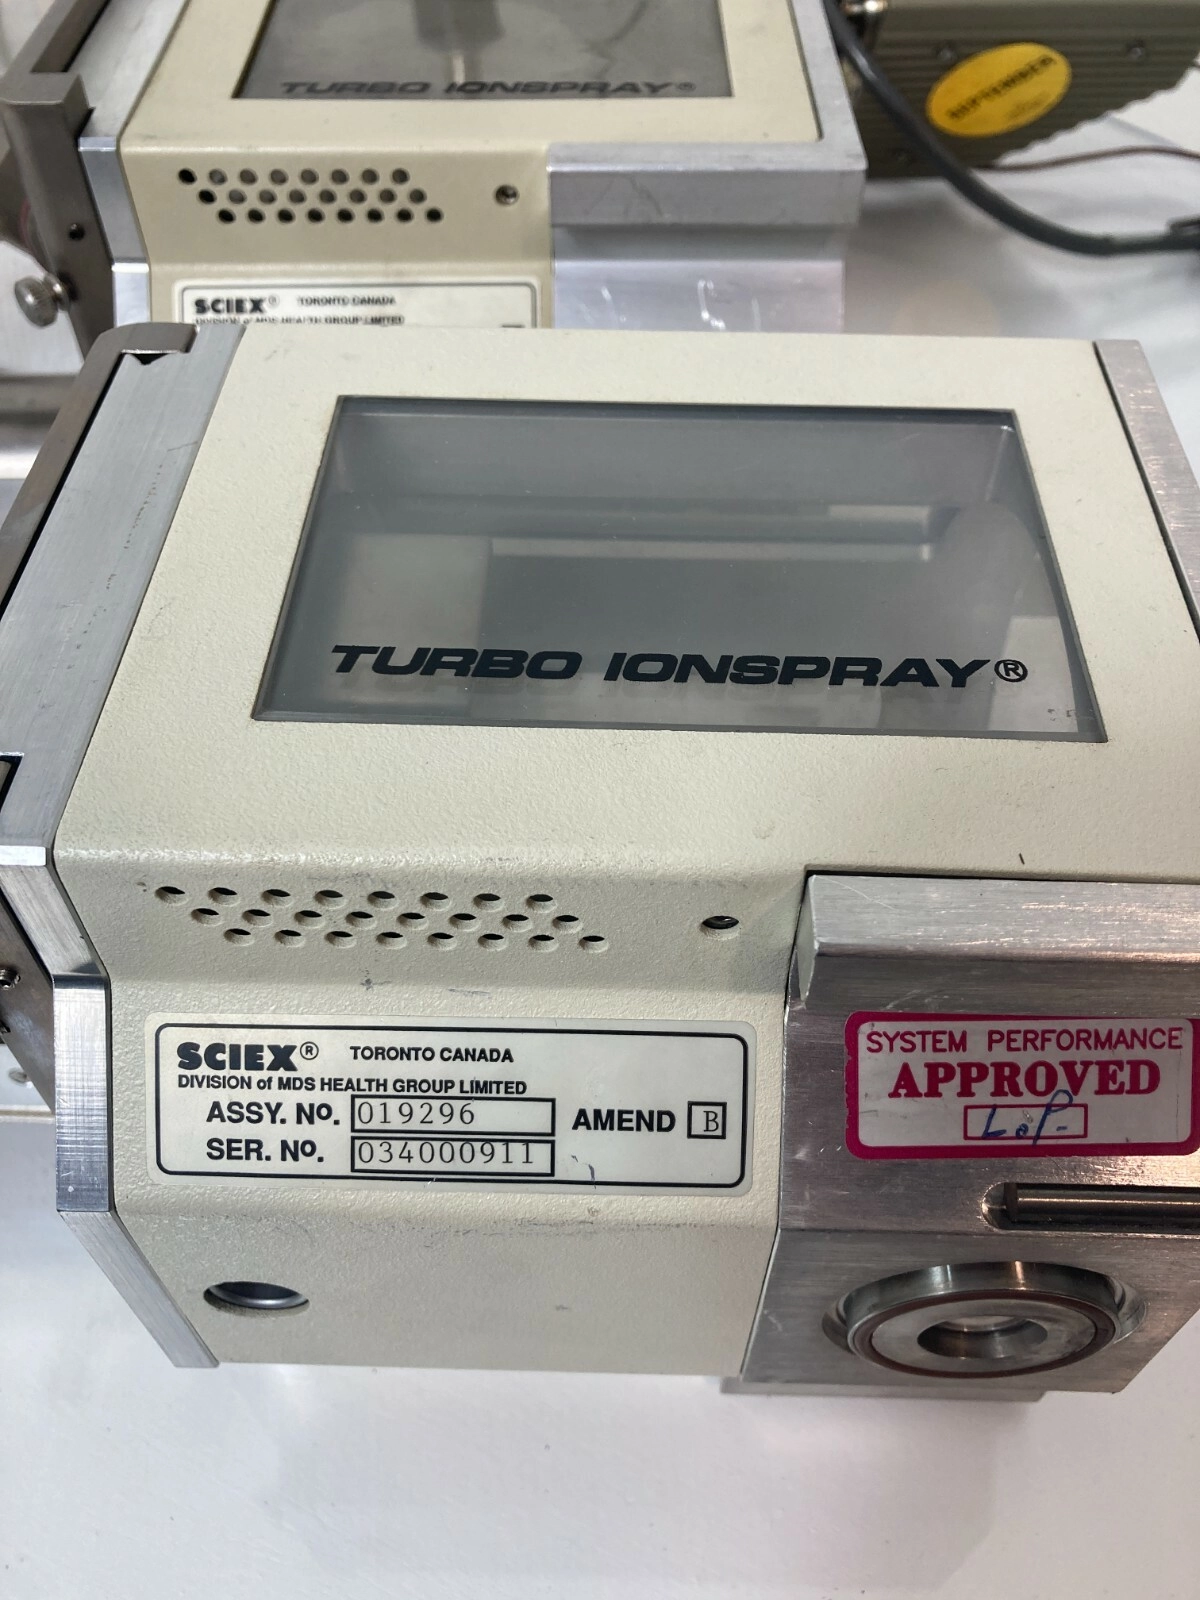 TURBO IONSPRAY®
SEPTEMBER
SCIEX® TORONTO CANADA
DIVISION of MDS HEALTH GROUP LIMITED
TURBO IONSPRAY®
SCIEX® TORONTO CANADA
DIVISION of MDS HEALTH GROUP LIMITED
ASSY. NO. 019296 AMEND B
SER. NO. 034000911
SYSTEM PERFORMANCE
APPROVED